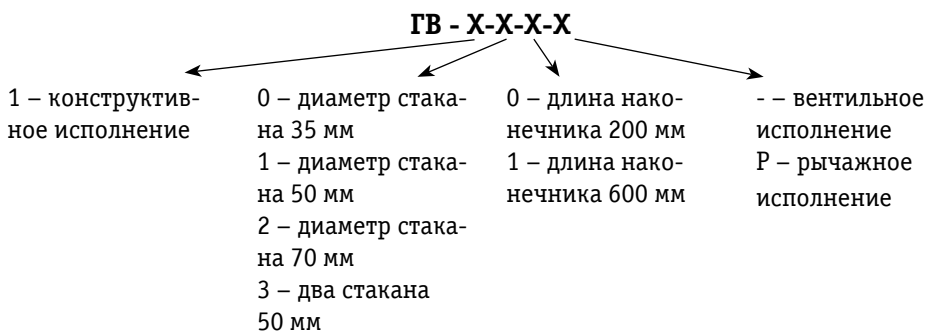 ГВ - Х-Х-Х-Х
1 – конструктив-
ное исполнение
0 – диаметр стака-
на 35 мм
1 – диаметр стака-
на 50 мм
2 – диаметр стака-
на 70 мм
3 – два стакана
50 мм
0 – длина нако-
нечника 200 мм
1 – длина нако-
нечника 600 мм
- – вентильное
исполнение
Р – рычажное
исполнение